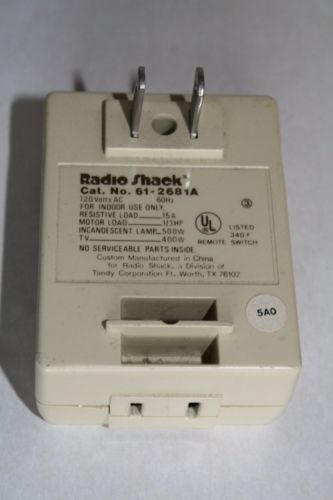 Radio Shack
Cat. No. 61-2681A
120 Volts AC 60Hz
FOR INDOOR USE ONLY:
RESISTIVE LOAD 15A
MOTOR LOAD 1/3HP
INCANDESCENT LAMP 500W
TV 400W
NO SERVICEABLE PARTS INSIDE
Custom Manufactured in China
for Radio Shack, a Division of
Tandy Corporation Ft. Worth, TX 76102
3
UL LISTED
340F
REMOTE SWITCH
5A0